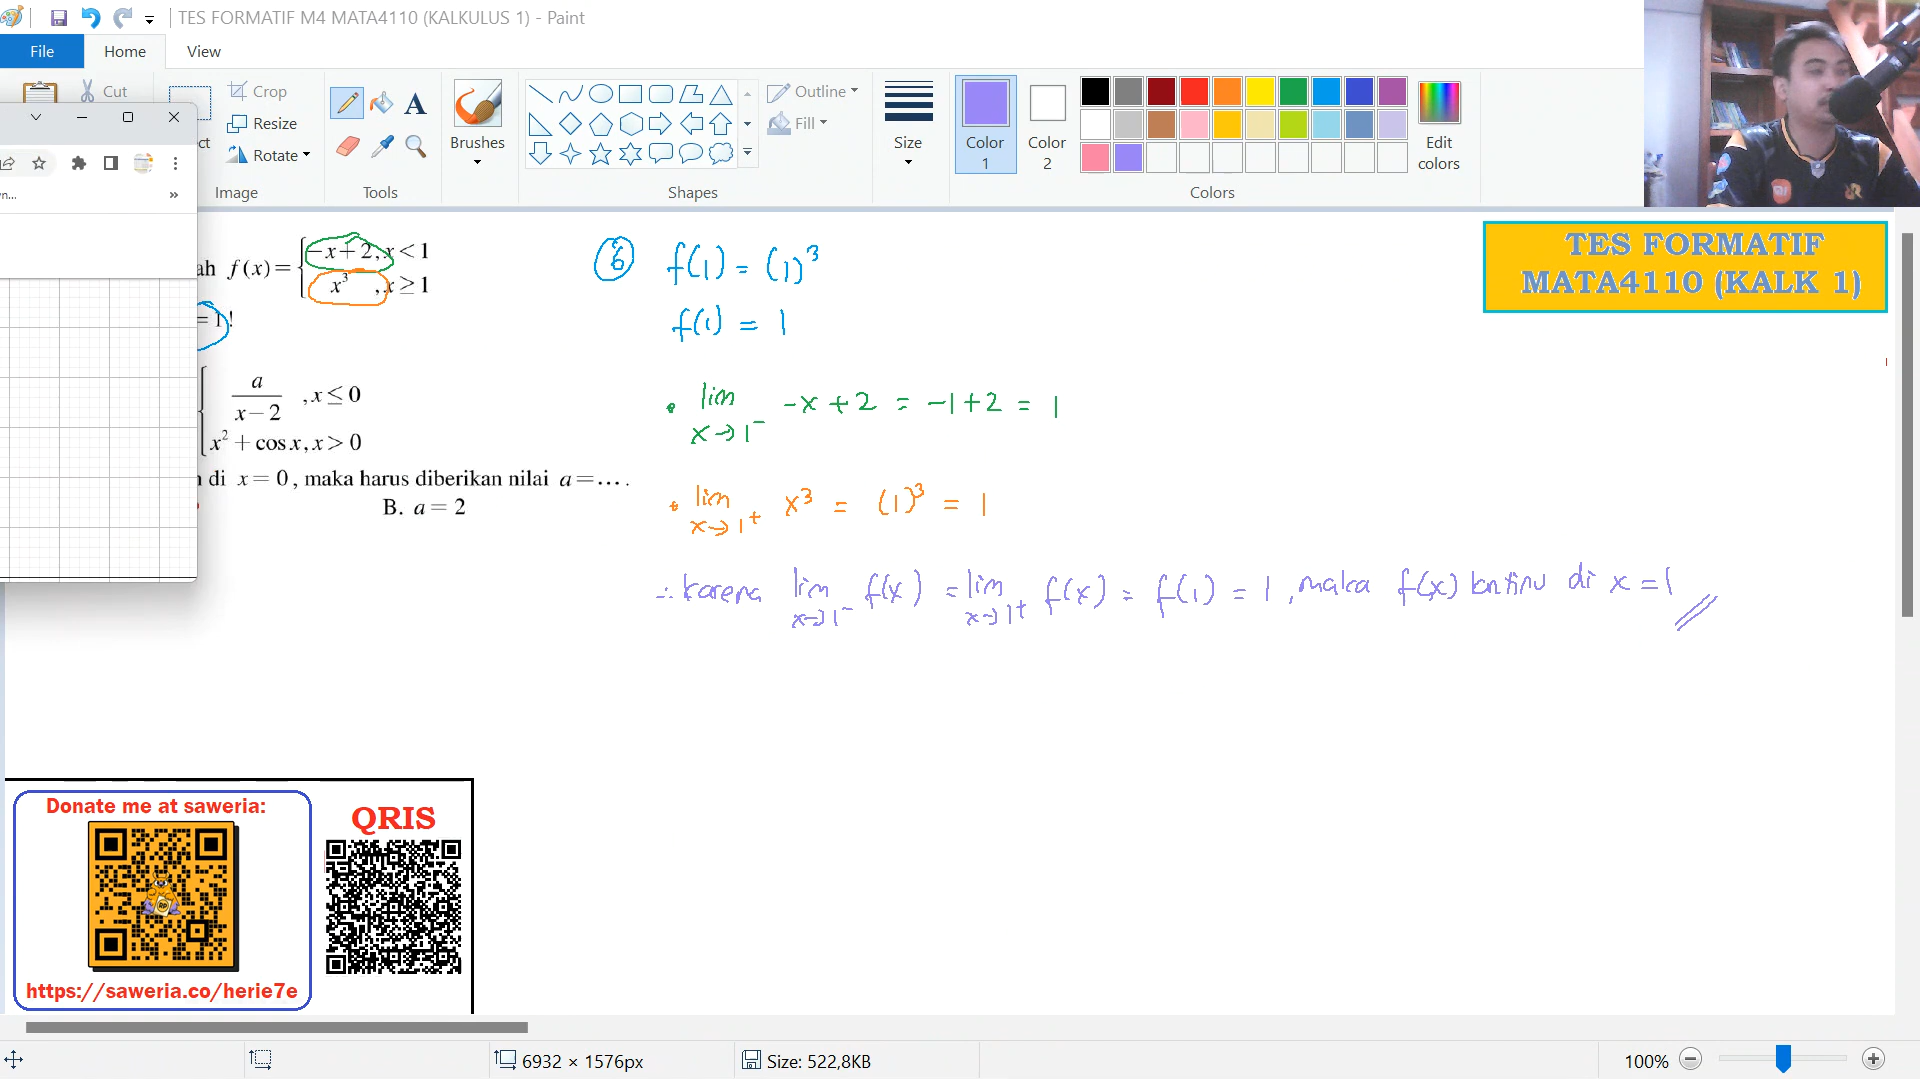 TES FORMATIF M4 MATA4110 (KALKULUS 1) - Paint
File Home View
Cut
Crop
Resize
Rotate
Image
Tools
Brushes
Shapes
Outline
Fill
Size
Color 1
Color 2
Edit colors
Colors
TES FORMATIF
MATA4110 (KALK 1)
ah f(x) = { -x+2, x < 1
x³ , x ≥ 1
= 1 !
{ a/(x-2) , x ≤ 0
x² + cos x, x > 0
di x = 0, maka harus diberikan nilai a = ....
B. a = 2
6 f(1) = (1)³
f(1) = 1
• lim x→1⁻ -x+2 = -1+2 = 1
• lim x→1⁺ x³ = (1)³ = 1
∴ karena lim x→1⁻ f(x) = lim x→1⁺ f(x) = f(1) = 1, maka f(x) kontinu di x = 1
Donate me at saweria:
https://saweria.co/herie7e
QRIS
6932 × 1576px
Size: 522,8KB
100%